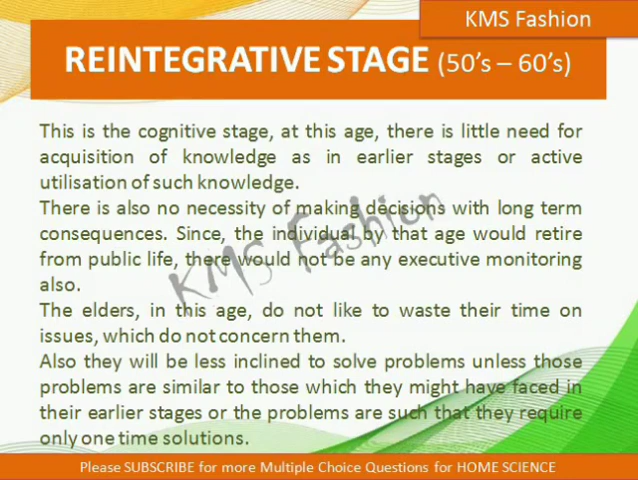 KMS Fashion
REINTEGRATIVE STAGE (50's – 60's)
This is the cognitive stage, at this age, there is little need for
acquisition of knowledge as in earlier stages or active
utilisation of such knowledge.
There is also no necessity of making decisions with long term
consequences. Since, the individual by that age would retire
from public life, there would not be any executive monitoring
also.
The elders, in this age, do not like to waste their time on
issues, which do not concern them.
Also they will be less inclined to solve problems unless those
problems are similar to those which they might have faced in
their earlier stages or the problems are such that they require
only one time solutions.
KMS Fashion
Please SUBSCRIBE for more Multiple Choice Questions for HOME SCIENCE